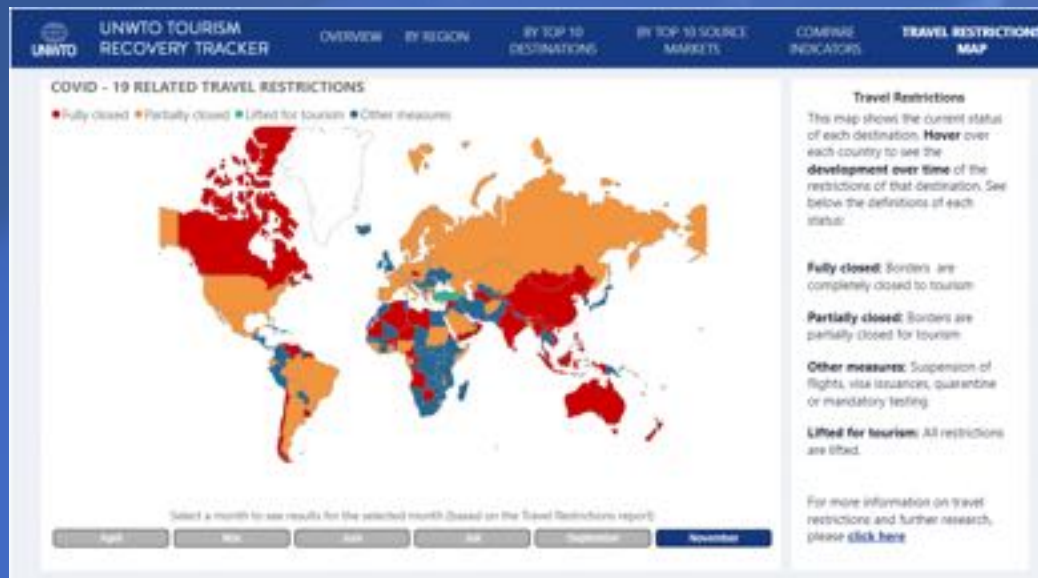 UNWTO
UNWTO TOURISM
RECOVERY TRACKER
OVERVIEW
BY REGION
BY TOP 10
DESTINATIONS
BY TOP 10 SOURCE
MARKETS
COMPARE
INDICATORS
TRAVEL RESTRICTIONS
MAP
COVID - 19 RELATED TRAVEL RESTRICTIONS
Fully closed Partially closed Lifted for tourism Other measures
Select a month to see results for the selected month (based on the Travel Restrictions report)
April
May
June
Jul
September
November
Travel Restrictions
This map shows the current status
of each destination. Hover over
each country to see the
development over time of the
restrictions of that destination. See
below the definitions of each
status:
Fully closed: Borders are
completely closed to tourism
Partially closed: Borders are
partially closed for tourism
Other measures: Suspension of
flights, visa issuances, quarantine
or mandatory testing
Lifted for tourism: All restrictions
are lifted.
For more information on travel
restrictions and further research,
please click here